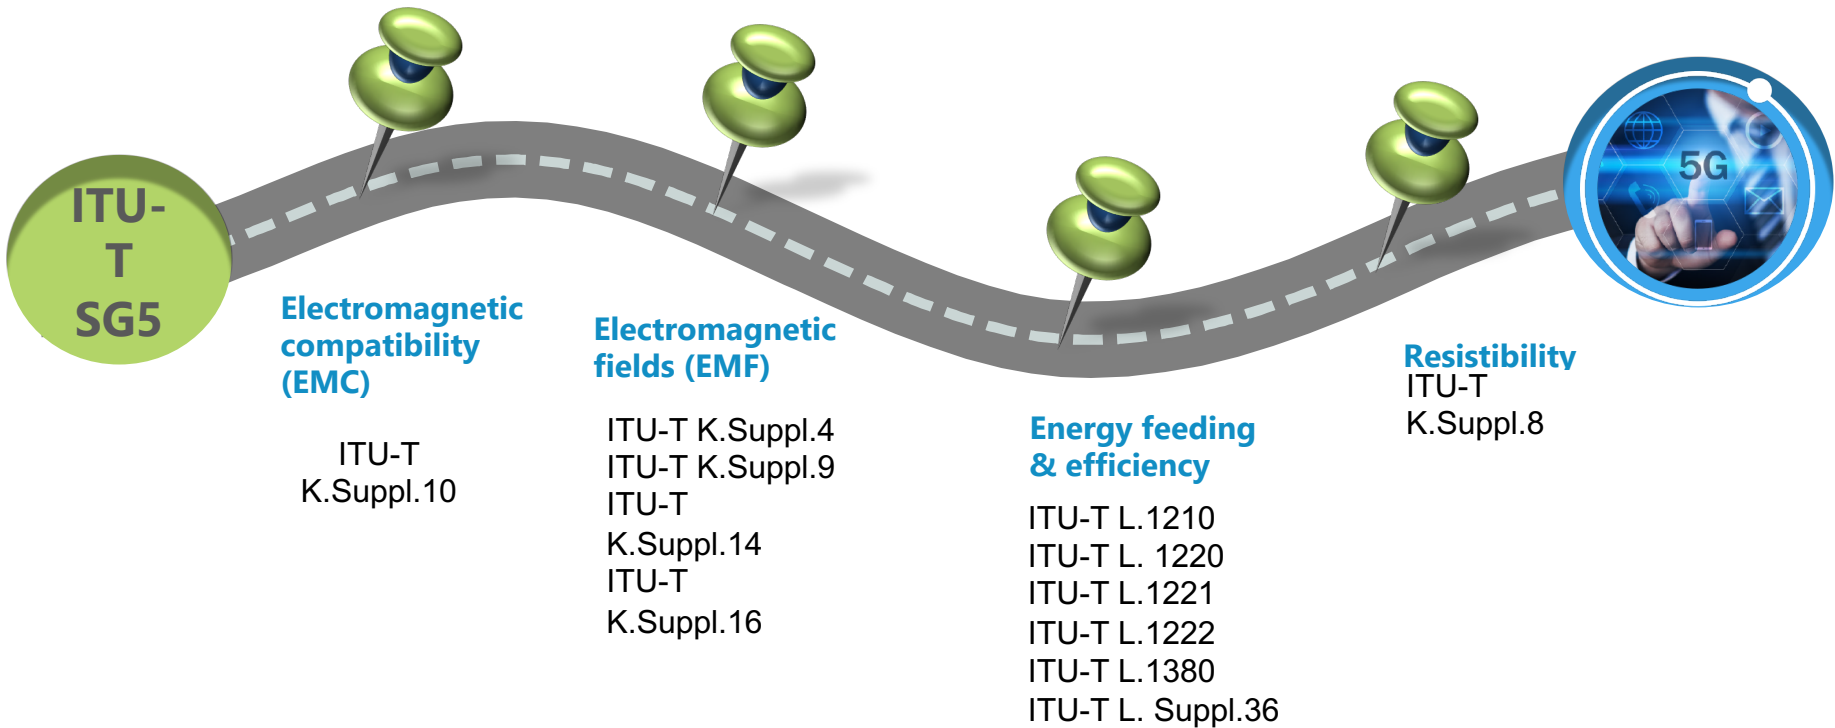 ITU-
T
SG5
Electromagnetic
compatibility
(EMC)
ITU-T
K.Suppl.10
Electromagnetic
fields (EMF)
ITU-T K.Suppl.4
ITU-T K.Suppl.9
ITU-T
K.Suppl.14
ITU-T
K.Suppl.16
Energy feeding
& efficiency
ITU-T L.1210
ITU-T L. 1220
ITU-T L.1221
ITU-T L.1222
ITU-T L.1380
ITU-T L. Suppl.36
Resistibility
ITU-T
K.Suppl.8
5G